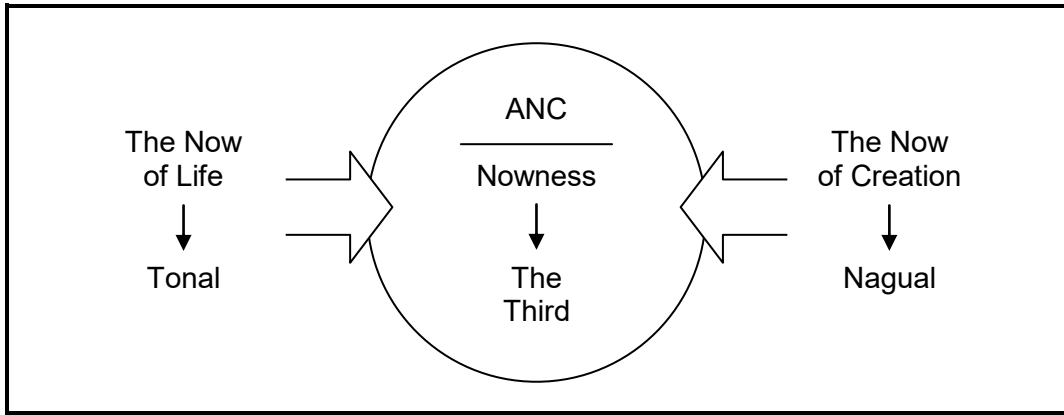 The Now
of Life
Tonal
ANC
Nowness
The
Third
The Now
of Creation
Nagual